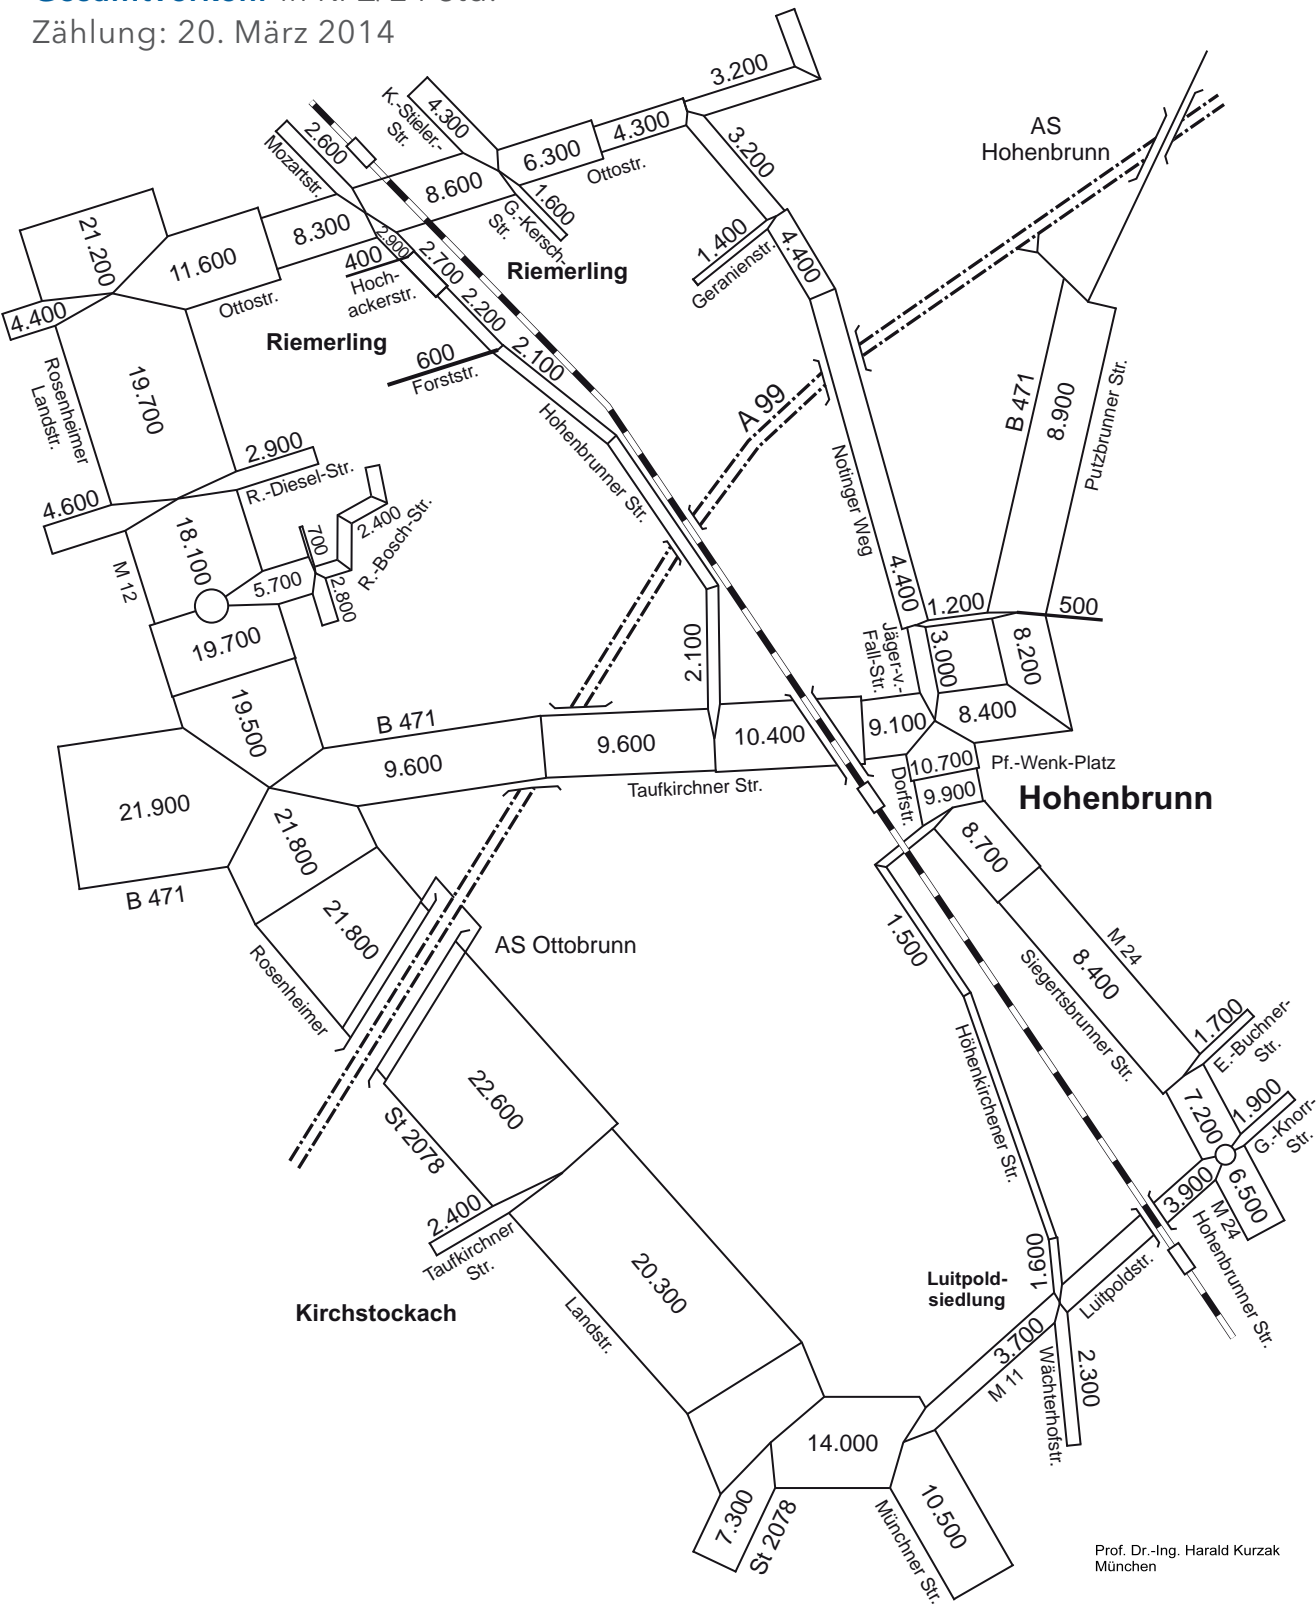 Zählung: 20. März 2014
3.200
K.-Stieler.-
Str.
4.300
2.600
Mozartstr.
6.300
4.300
Ottostr.
3.200
AS
Hohenbrunn
8.600
1.600
G.-Kersch-
Str.
21.200
11.600
8.300
2.900
400
Hoch-
ackerstr.
2.700
Riemerling
1.400
Geranienstr.
4.400
4.400
Ottostr.
Riemerling
2.200
600
Forststr.
2.100
Rosenheimer
Landstr.
19.700
A 99
B 471
8.900
Putzbrunner Str.
Hohenbrunner Str.
2.900
R.-Diesel-Str.
4.600
Notinger Weg
18.100
700
2.400
R.-Bosch-Str.
M 12
5.700
2.800
4.400
1.200
500
19.700
2.100
Jäger-v.-
Fall-Str.
3.000
8.200
19.500
B 471
9.600
9.600
10.400
9.100
8.400
Taufkirchner Str.
Dorfstr.
10.700
Pf.-Wenk-Platz
9.900
Hohenbrunn
21.900
B 471
21.800
8.700
21.800
Rosenheimer
AS Ottobrunn
1.500
M 24
8.400
Siegertsbrunner Str.
1.700
E.-Buchner-
Str.
Höhenkirchener Str.
22.600
St 2078
7.200
1.900
G.-Knorr-
Str.
2.400
Taufkirchner
Str.
3.900
6.500
M 24
Hohenbrunner Str.
20.300
1.600
Luitpold-
siedlung
Luitpoldstr.
Kirchstockach
Landstr.
3.700
M 11
Wächterhofstr.
2.300
14.000
7.300
St 2078
10.500
Münchner Str.
Prof. Dr.-Ing. Harald Kurzak
München